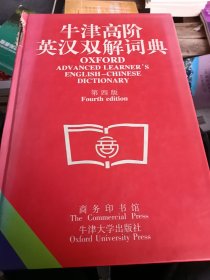 牛津高阶
英汉双解词典
OXFORD
ADVANCED LEARNER'S
ENGLISH-CHINESE
DICTIONARY
第四版
Fourth edition
商务印书馆
The Commercial Press
牛津大学出版社
Oxford University Press